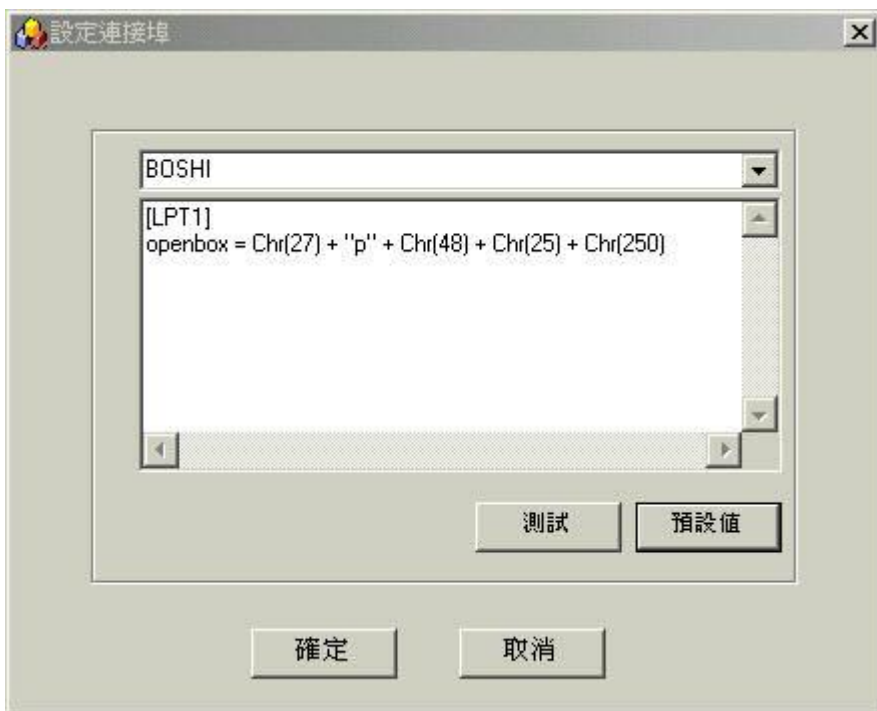 設定連接埠
BOSHI
[LPT1]
openbox = Chr(27) + "p" + Chr(48) + Chr(25) + Chr(250)
測試
預設值
確定
取消